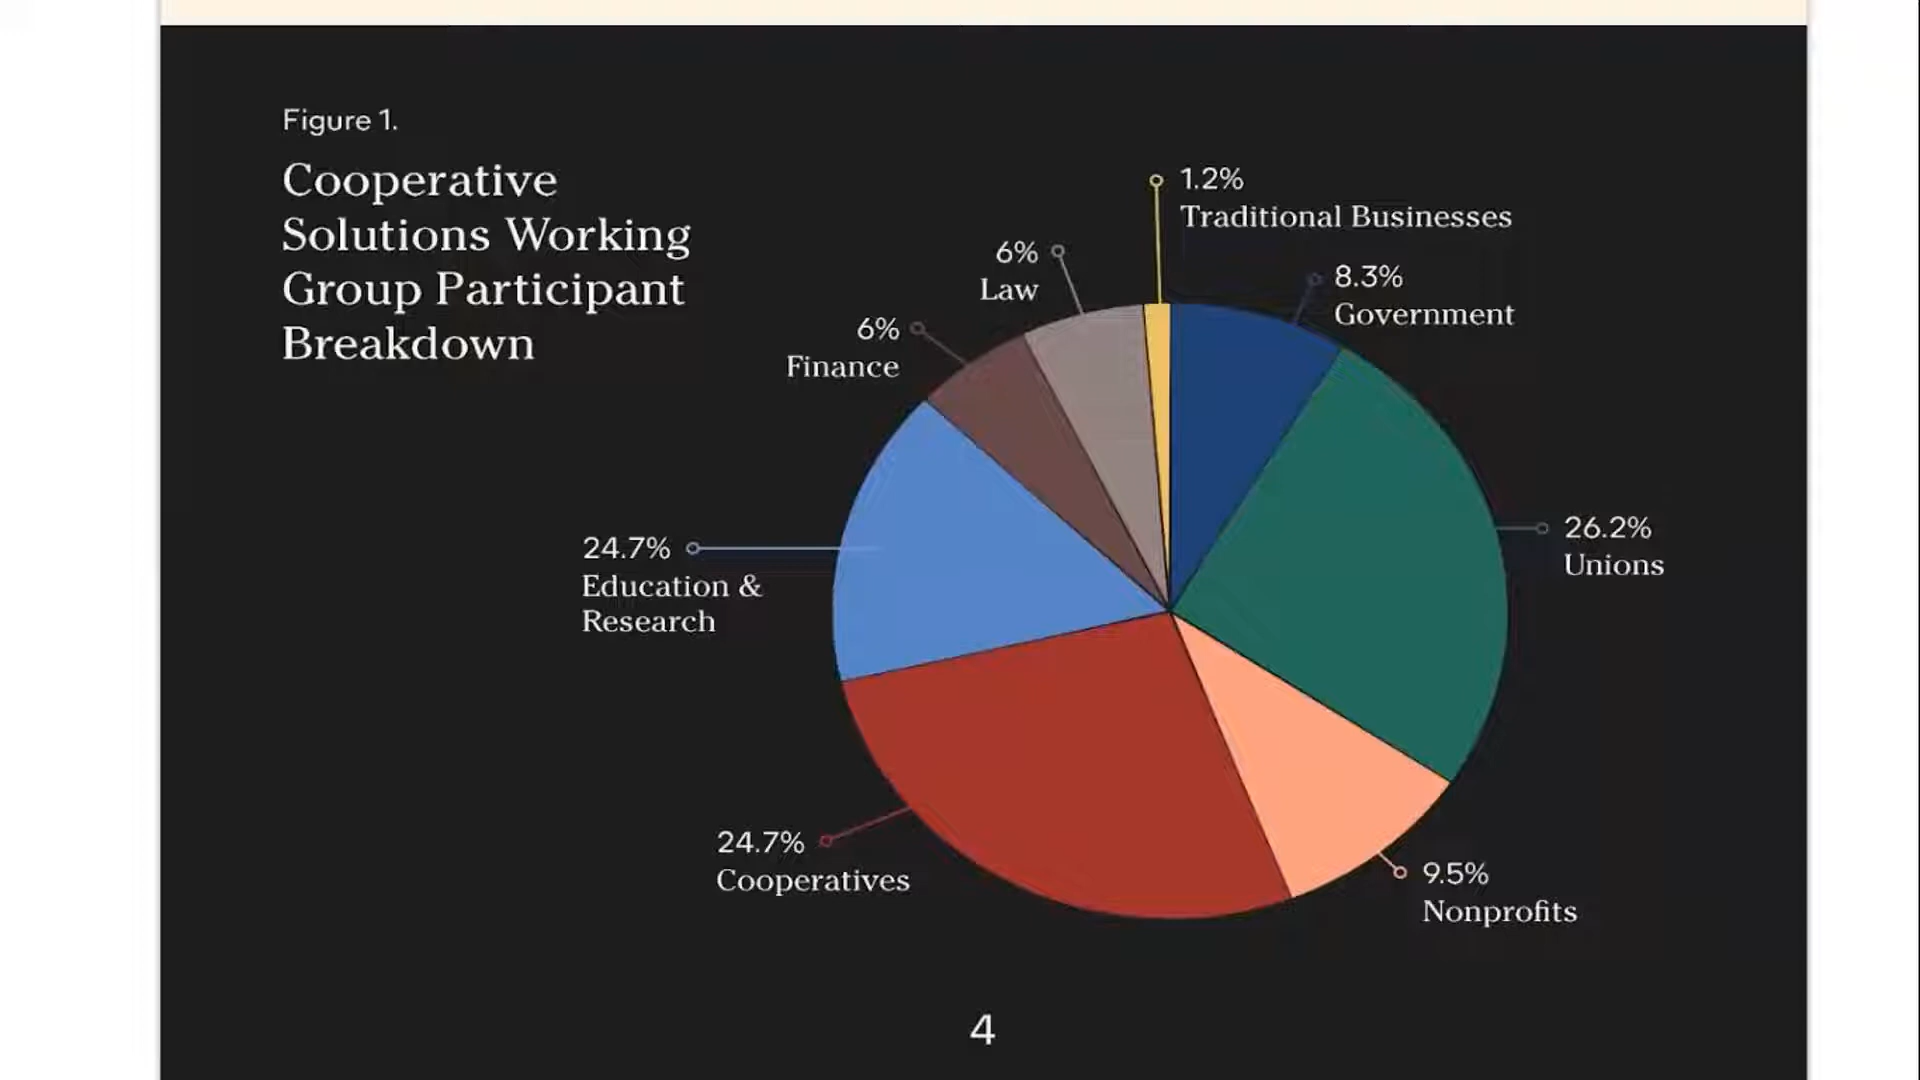 Figure 1.
Cooperative
Solutions Working
Group Participant
Breakdown
1.2%
Traditional Businesses
6%
Law
8.3%
Government
6%
Finance
26.2%
Unions
24.7%
Education &
Research
24.7%
Cooperatives
9.5%
Nonprofits
4